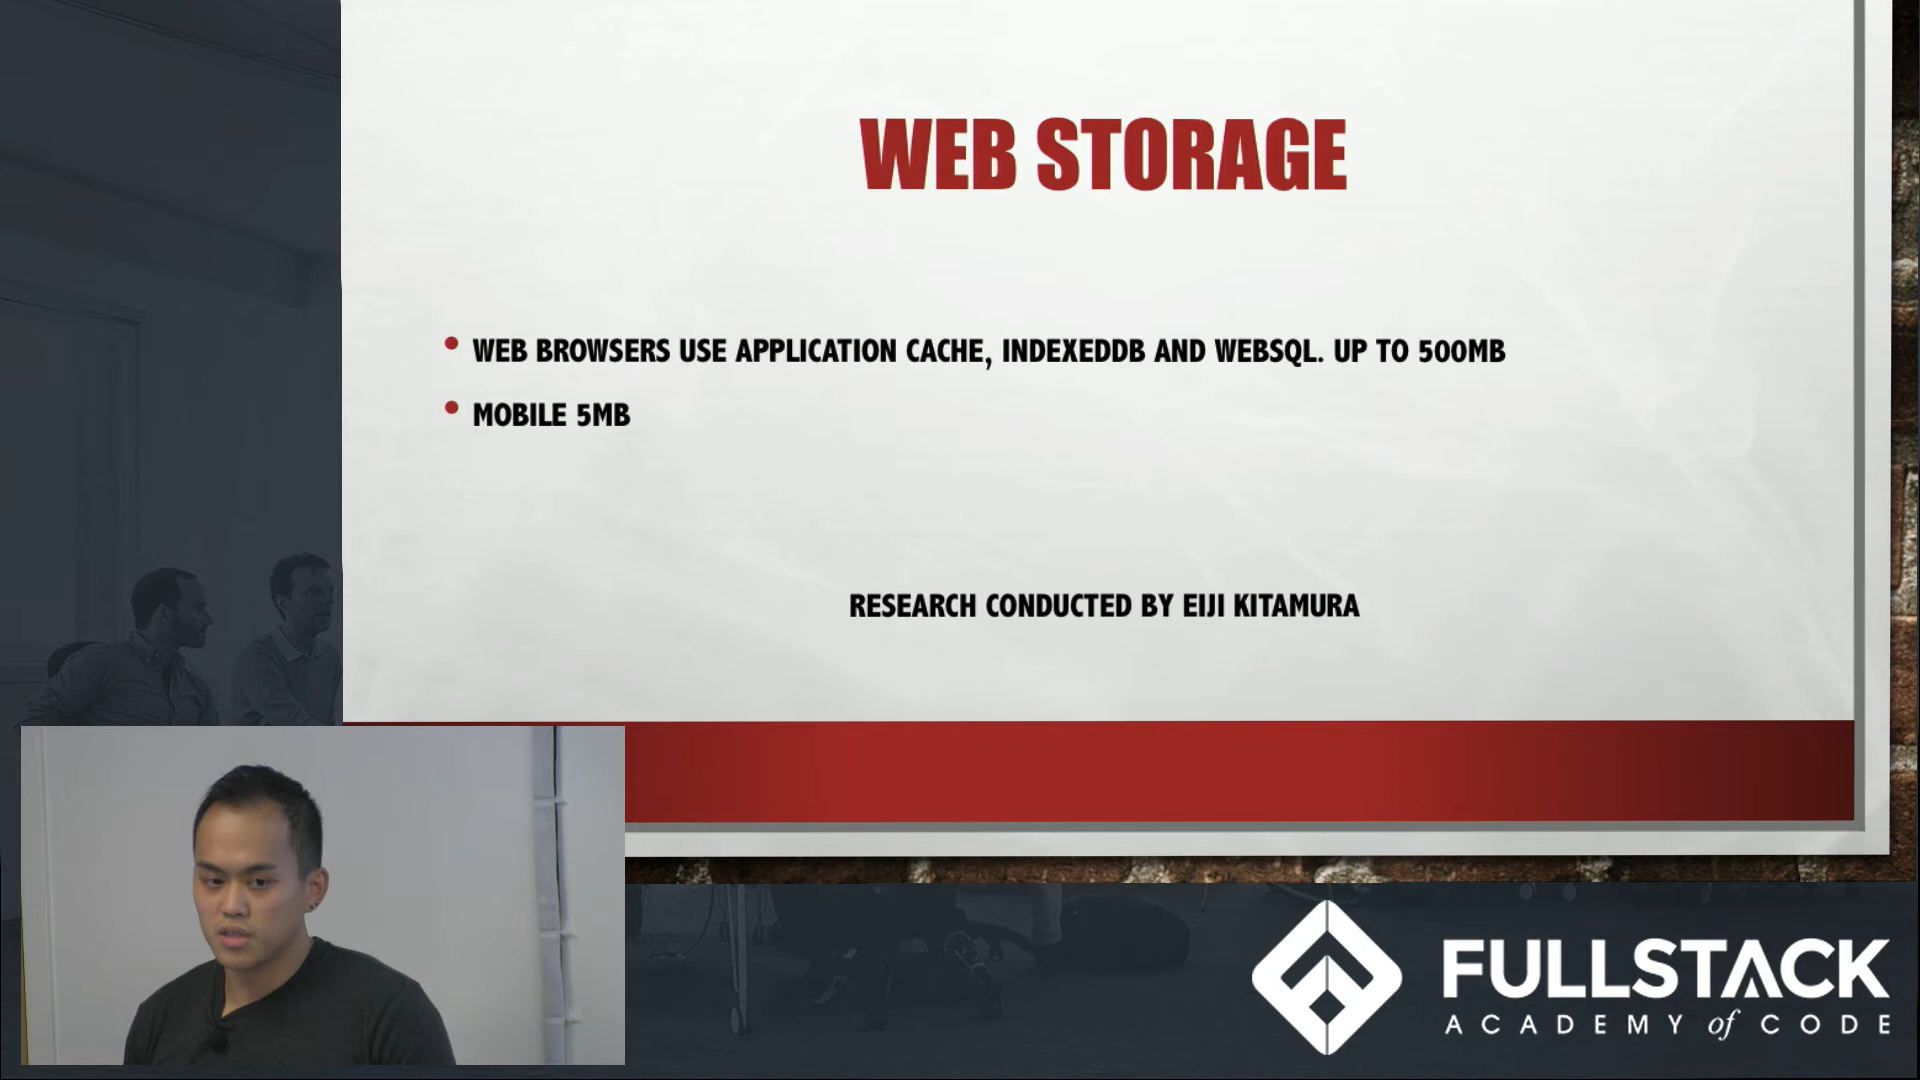 WEB STORAGE
WEB BROWSERS USE APPLICATION CACHE, INDEXEDDB AND WEBSQL. UP TO 500MB
MOBILE 5MB
RESEARCH CONDUCTED BY EIJI KITAMURA
FULLSTACK
ACADEMY of CODE